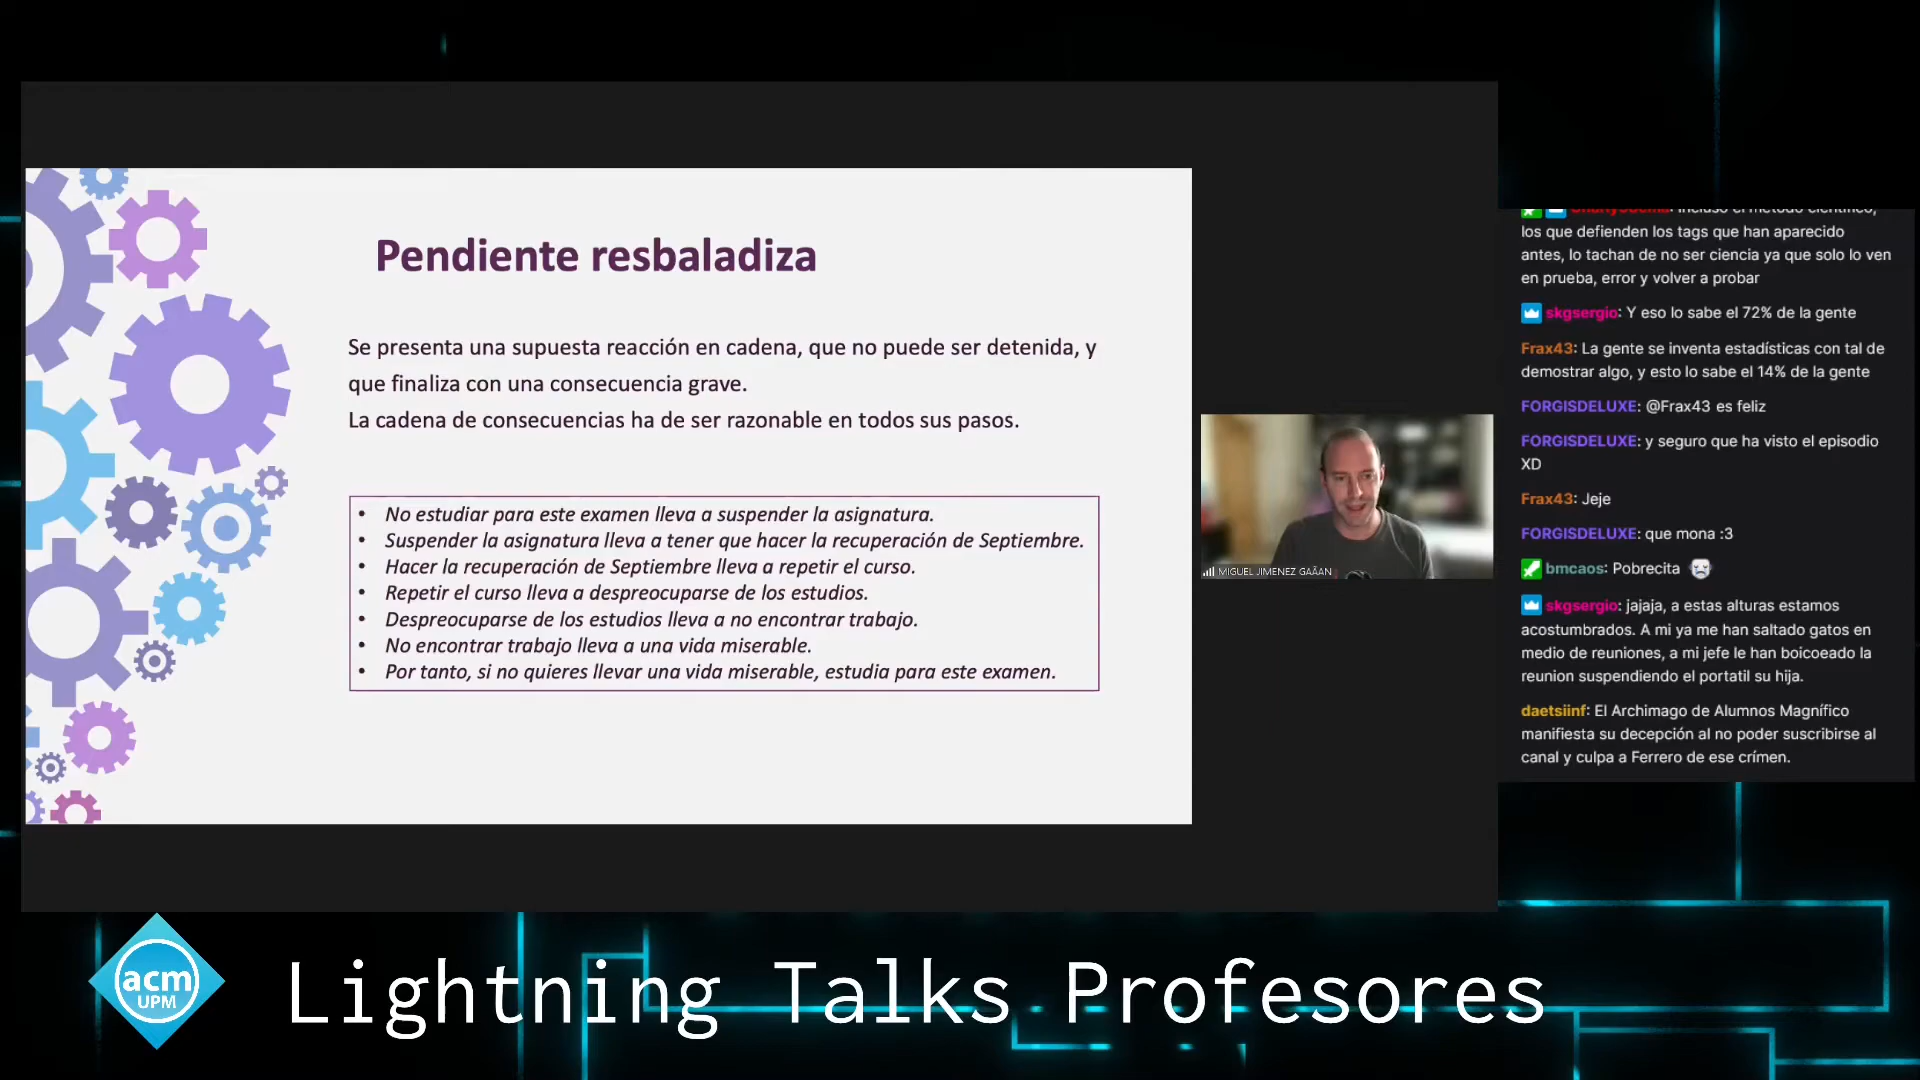 Pendiente resbaladiza
Se presenta una supuesta reacción en cadena, que no puede ser detenida, y
que finaliza con una consecuencia grave.
La cadena de consecuencias ha de ser razonable en todos sus pasos.
• No estudiar para este examen lleva a suspender la asignatura.
• Suspender la asignatura lleva a tener que hacer la recuperación de Septiembre.
• Hacer la recuperación de Septiembre lleva a repetir el curso.
• Repetir el curso lleva a despreocuparse de los estudios.
• Despreocuparse de los estudios lleva a no encontrar trabajo.
• No encontrar trabajo lleva a una vida miserable.
• Por tanto, si no quieres llevar una vida miserable, estudia para este examen.
MIGUEL JIMENEZ GAÃAN
incluso el método científico,
los que defienden los tags que han aparecido
antes, lo tachan de no ser ciencia ya que solo lo ven
en prueba, error y volver a probar
skgsergio: Y eso lo sabe el 72% de la gente
Frax43: La gente se inventa estadísticas con tal de
demostrar algo, y esto lo sabe el 14% de la gente
FORGISDELUXE: @Frax43 es feliz
FORGISDELUXE: y seguro que ha visto el episodio
XD
Frax43: Jeje
FORGISDELUXE: que mona :3
bmcaos: Pobrecita
skgsergio: jajaja, a estas alturas estamos
acostumbrados. A mi ya me han saltado gatos en
medio de reuniones, a mi jefe le han boicoeado la
reunion suspendiendo el portatil su hija.
daetsiinf: El Archimago de Alumnos Magnífico
manifiesta su decepción al no poder suscribirse al
canal y culpa a Ferrero de ese crímen.
acm
UPM
Lightning Talks Profesores